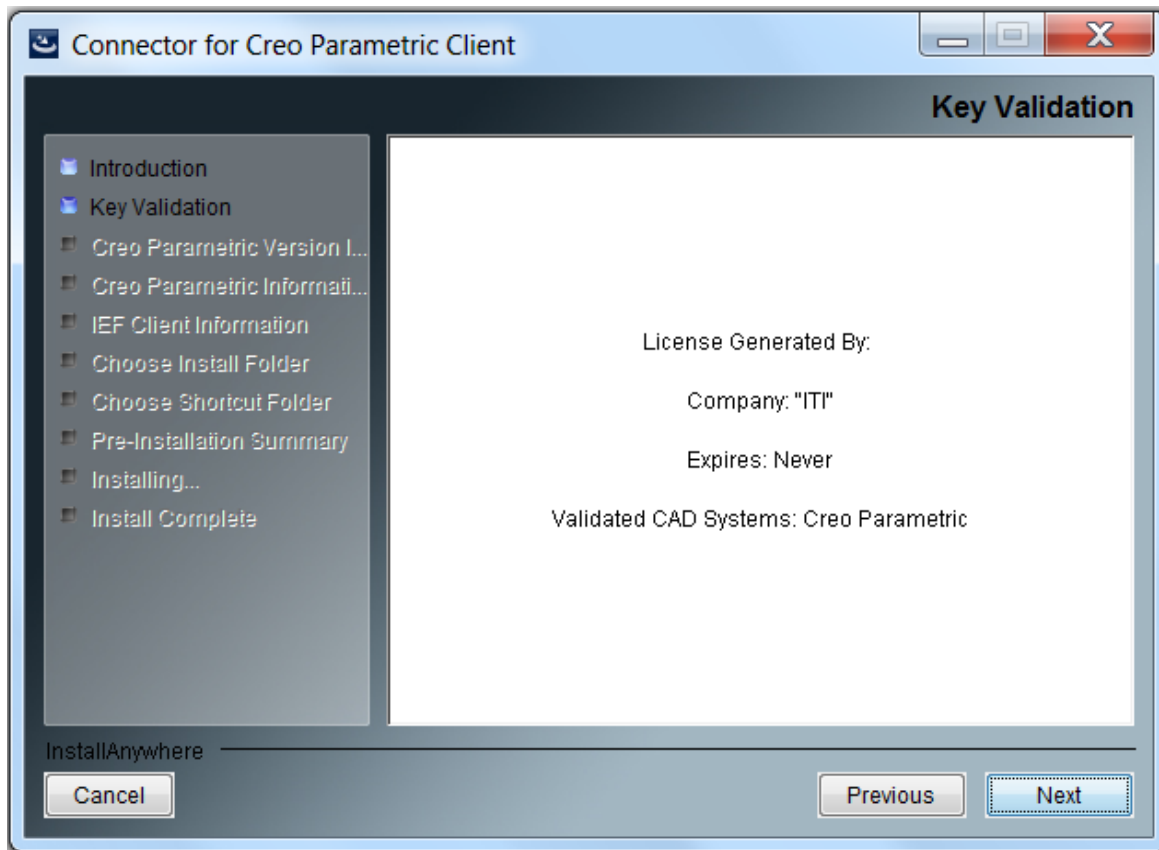 Connector for Creo Parametric Client
Key Validation
Introduction
Key Validation
Creo Parametric Version I...
Creo Parametric Informati...
IEF Client Information
Choose Install Folder
Choose Shortcut Folder
Pre-Installation Summary
Installing...
Install Complete
License Generated By:
Company: "ITI"
Expires: Never
Validated CAD Systems: Creo Parametric
InstallAnywhere
Cancel
Previous
Next